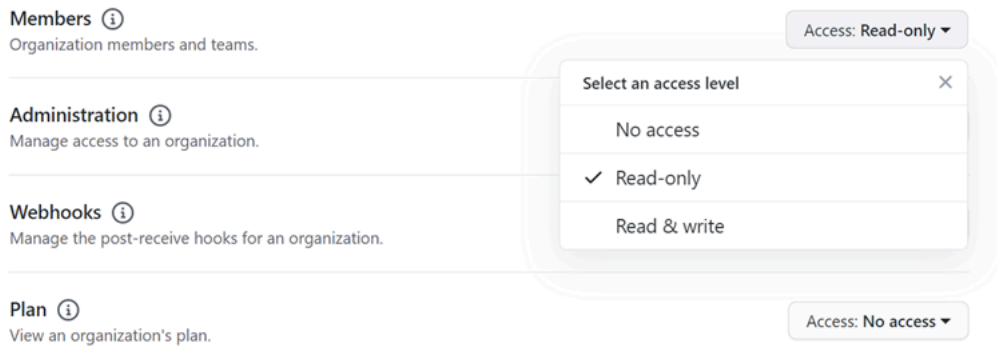 Members
Organization members and teams.
Access: Read-only
Select an access level
No access
Read-only
Read & write
Administration
Manage access to an organization.
Webhooks
Manage the post-receive hooks for an organization.
Plan
View an organization's plan.
Access: No access